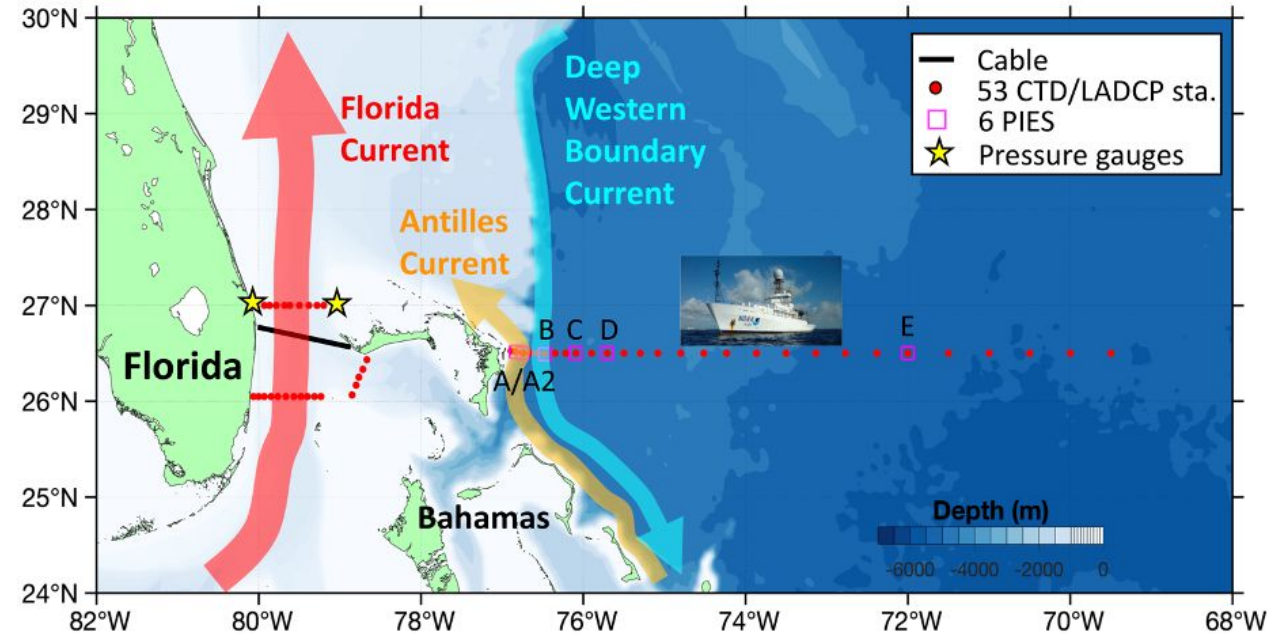 30°N
29°N
28°N
27°N
26°N
25°N
24°N
82°W
80°W
78°W
76°W
74°W
72°W
70°W
68°W
Florida
Current
Antilles
Current
Deep
Western
Boundary
Current
Cable
53 CTD/LADCP sta.
6 PIES
Pressure gauges
Florida
Bahamas
A/A2
B
C
D
E
NOAA
Depth (m)
-6000
-4000
-2000
0